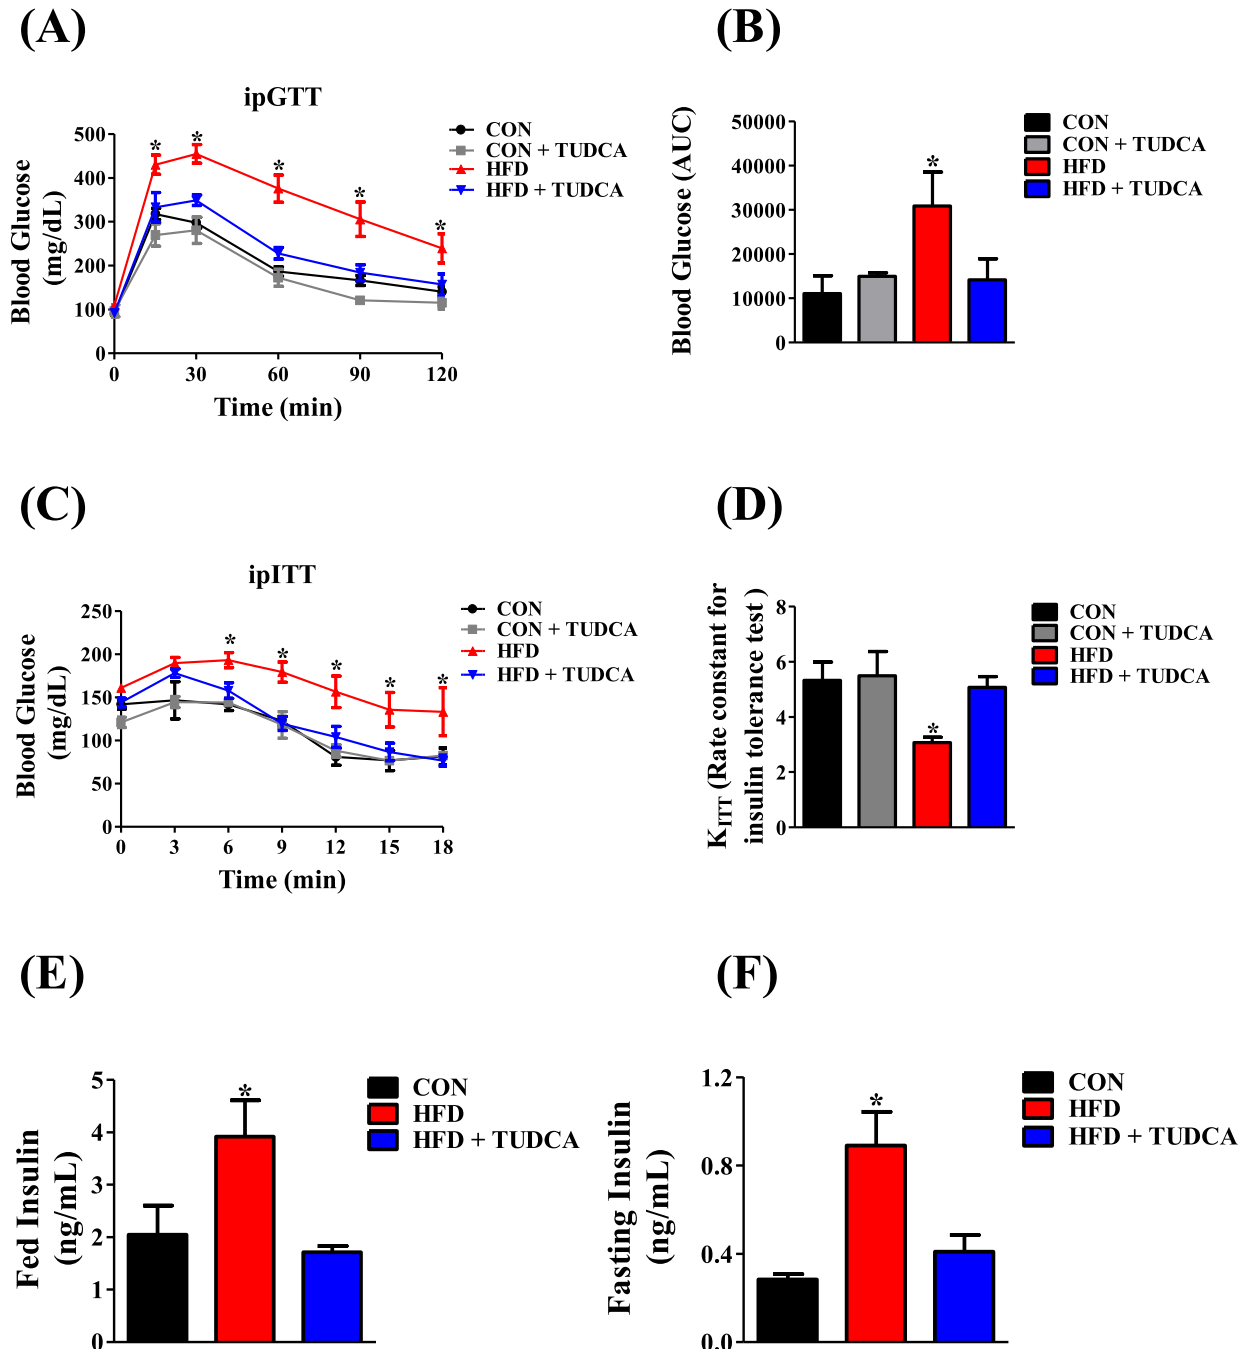 (A)
ipGTT
Blood Glucose
(mg/dL)
500
400
300
200
100
0
* * * * *
0 30 60 90 120
Time (min)
CON
CON + TUDCA
HFD
HFD + TUDCA
(B)
Blood Glucose (AUC)
50000
40000
30000
20000
10000
0
*
CON
CON + TUDCA
HFD
HFD + TUDCA
(C)
ipITT
Blood Glucose
(mg/dL)
250
200
150
100
50
0
* * * * *
0 3 6 9 12 15 18
Time (min)
CON
CON + TUDCA
HFD
HFD + TUDCA
(D)
KITT (Rate constant for
insulin tolerance test )
8
6
4
2
0
*
CON
CON + TUDCA
HFD
HFD + TUDCA
(E)
Fed Insulin
(ng/mL)
5
4
3
2
1
0
*
CON
HFD
HFD + TUDCA
(F)
Fasting Insulin
(ng/mL)
1.2
0.8
0.4
0.0
*
CON
HFD
HFD + TUDCA